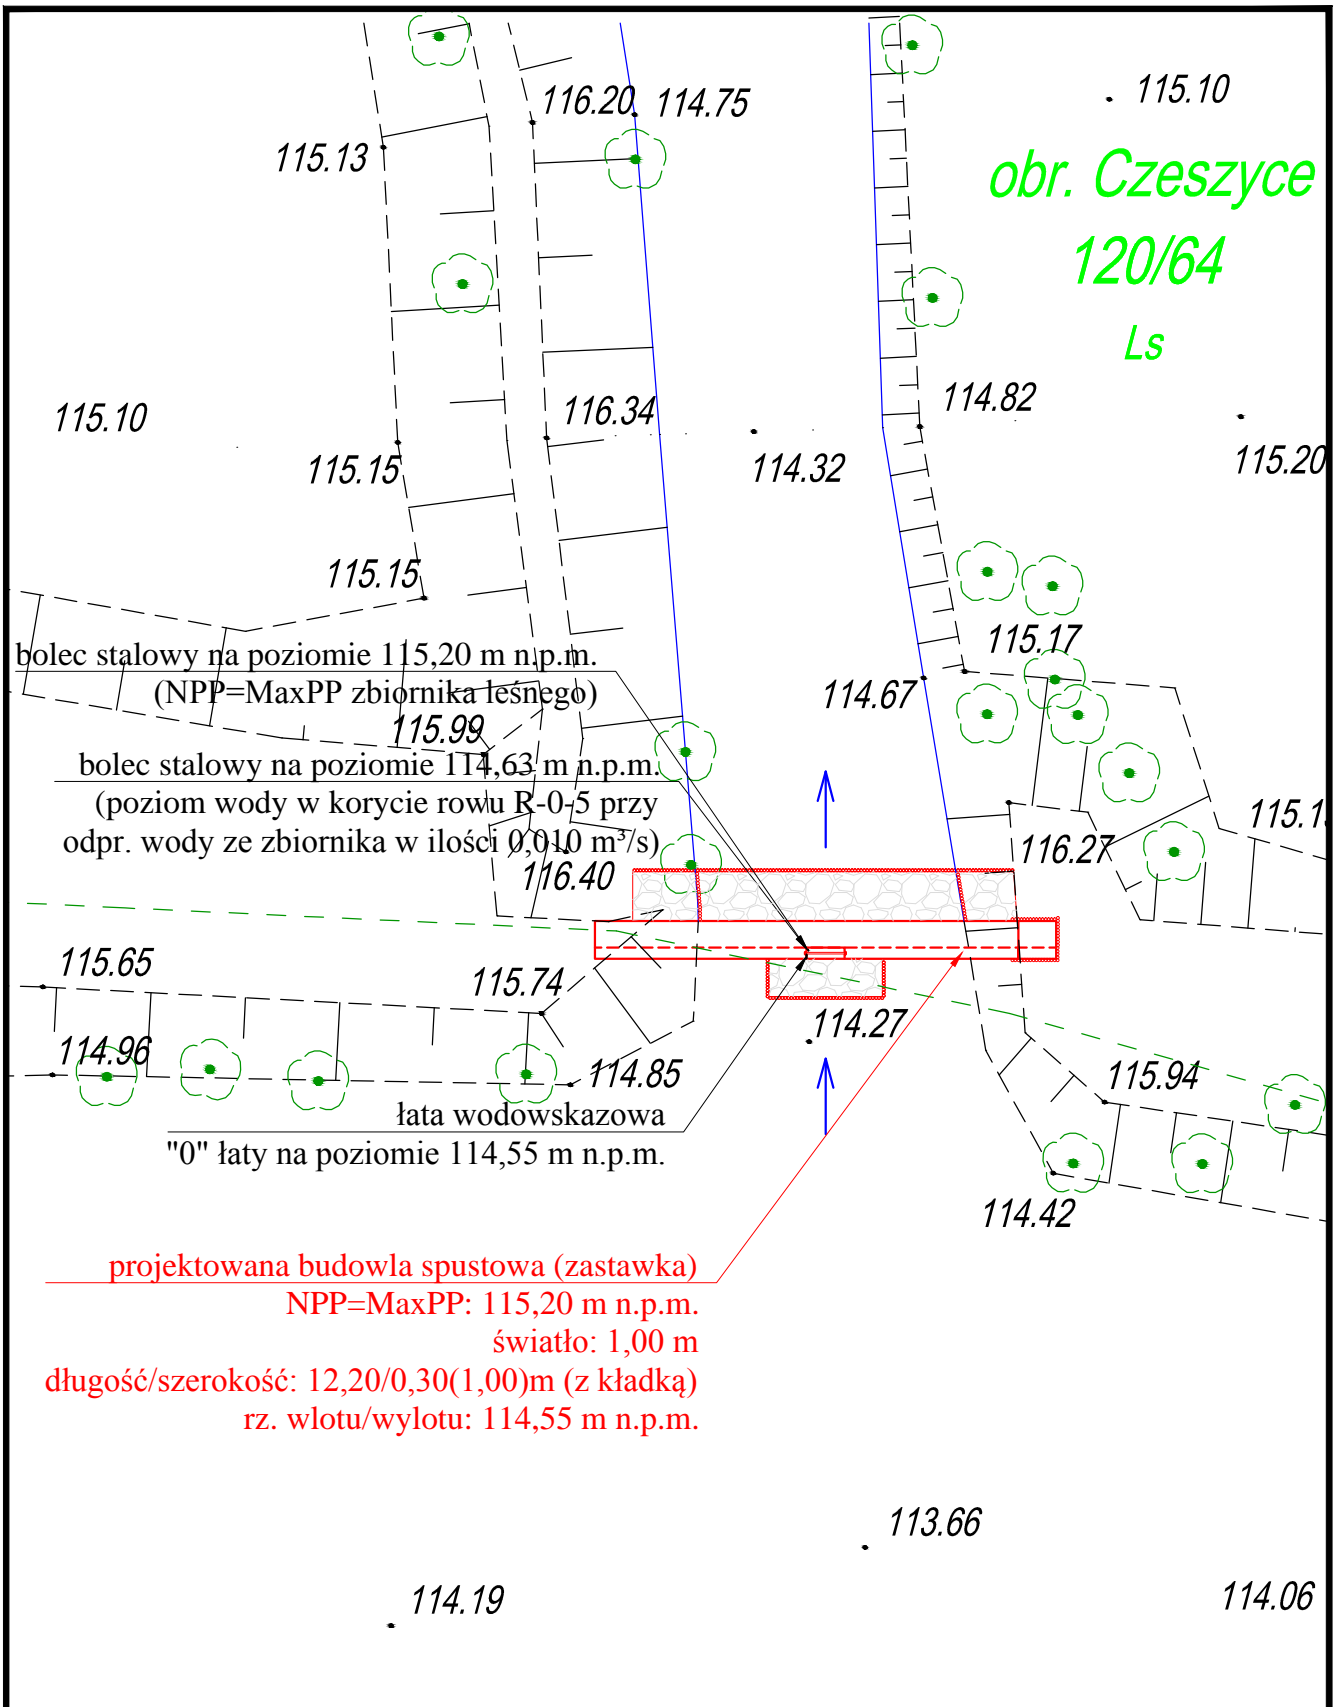 116.20
114.75
115.10
115.13
obr. Czeszyce
120/64
Ls
115.10
116.34
114.82
115.15
114.32
115.20
115.15
115.17
bolec stalowy na poziomie 115,20 m n.p.m.
(NPP=MaxPP zbiornika leśnego)
114.67
115.99
bolec stalowy na poziomie 114,63 m n.p.m.
(poziom wody w korycie rowu R-0-5 przy
odpr. wody ze zbiornika w ilości 0,010 m³/s)
116.27
116.40
115.65
115.74
114.27
114.96
114.85
115.94
łata wodowskazowa
"0" łaty na poziomie 114,55 m n.p.m.
114.42
projektowana budowla spustowa (zastawka)
NPP=MaxPP: 115,20 m n.p.m.
światło: 1,00 m
długość/szerokość: 12,20/0,30(1,00)m (z kładką)
rz. wlotu/wylotu: 114,55 m n.p.m.
113.66
114.19
114.06